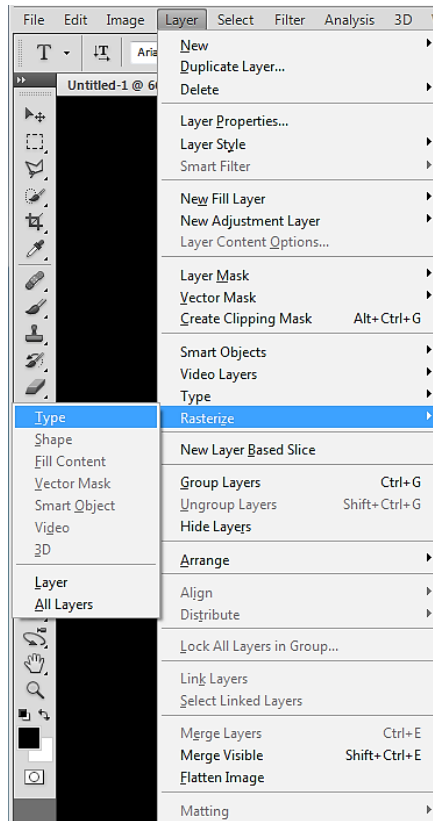 File Edit Image Layer Select Filter Analysis 3D
T T Aria
Untitled-1 @ 6
New
Duplicate Layer...
Delete
Layer Properties...
Layer Style
Smart Filter
New Fill Layer
New Adjustment Layer
Layer Content Options...
Layer Mask
Vector Mask
Create Clipping Mask Alt+Ctrl+G
Smart Objects
Video Layers
Type
Rasterize
New Layer Based Slice
Group Layers Ctrl+G
Ungroup Layers Shift+Ctrl+G
Hide Layers
Arrange
Align
Distribute
Lock All Layers in Group...
Link Layers
Select Linked Layers
Merge Layers Ctrl+E
Merge Visible Shift+Ctrl+E
Flatten Image
Matting
Type
Shape
Fill Content
Vector Mask
Smart Object
Video
3D
Layer
All Layers